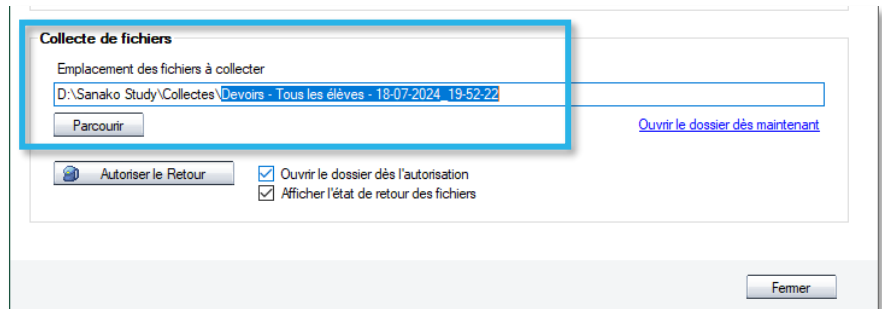 Collecte de fichiers
Emplacement des fichiers à collecter
D:\Sanako Study\Collectes\Devoirs - Tous les élèves - 18-07-2024_19-52-22
Parcourir
Ouvrir le dossier dès maintenant
Autoriser le Retour
Ouvrir le dossier dès l'autorisation
Afficher l'état de retour des fichiers
Fermer